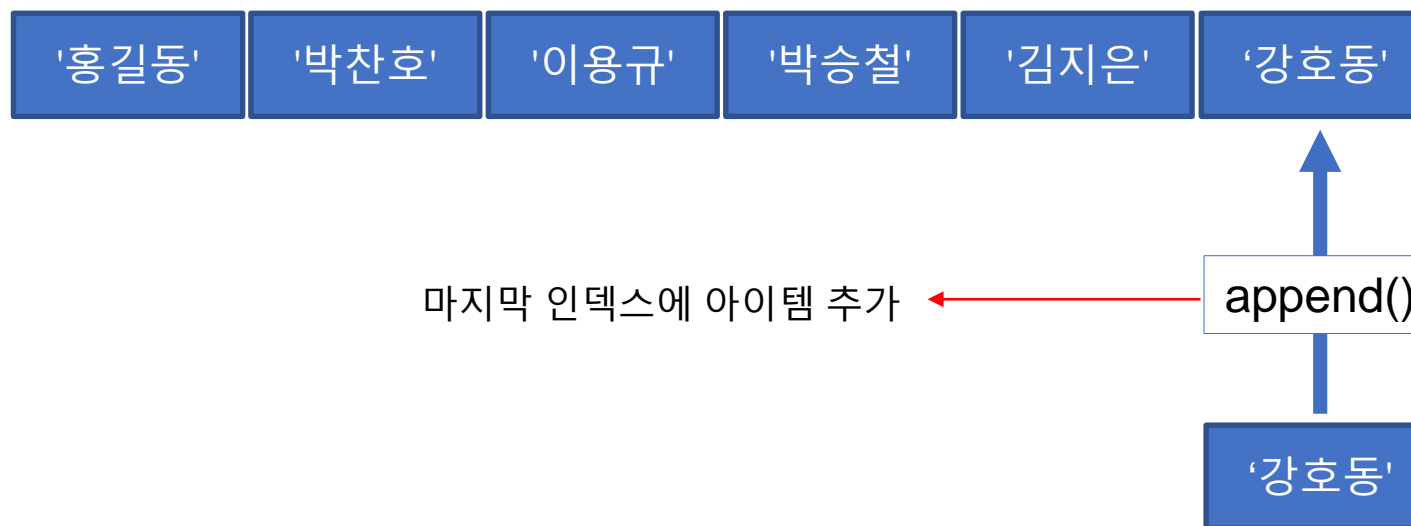 '홍길동' '박찬호' '이용규' '박승철' '김지은' ‘강호동'
마지막 인덱스에 아이템 추가
append()
‘강호동'